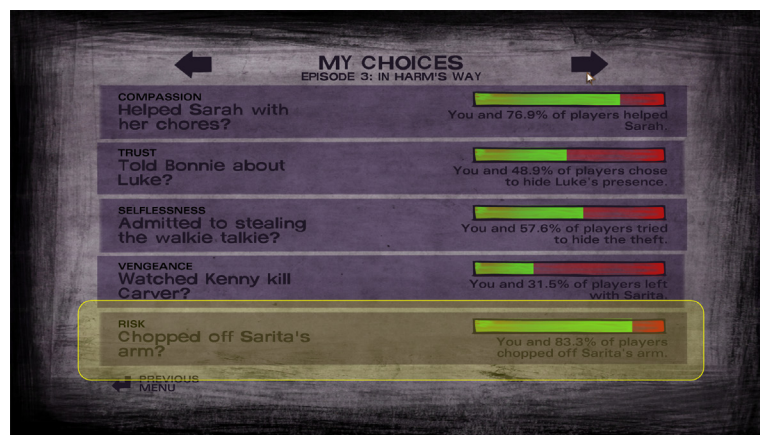 MY CHOICES
EPISODE 3: IN HARM'S WAY
COMPASSION
Helped Sarah with
her chores?
You and 76.9% of players helped
Sarah.
TRUST
Told Bonnie about
Luke?
You and 48.9% of players chose
to hide Luke's presence.
SELFLESSNESS
Admitted to stealing
the walkie talkie?
You and 57.6% of players tried
to hide the theft.
VENGEANCE
Watched Kenny kill
Carver?
You and 31.5% of players left
with Sarita.
RISK
Chopped off Sarita's
arm?
You and 83.3% of players
chopped off Sarita's arm.
PREVIOUS
MENU